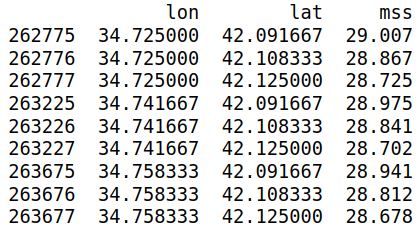 lon lat mss
262775 34.725000 42.091667 29.007
262776 34.725000 42.108333 28.867
262777 34.725000 42.125000 28.725
263225 34.741667 42.091667 28.975
263226 34.741667 42.108333 28.841
263227 34.741667 42.125000 28.702
263675 34.758333 42.091667 28.941
263676 34.758333 42.108333 28.812
263677 34.758333 42.125000 28.678